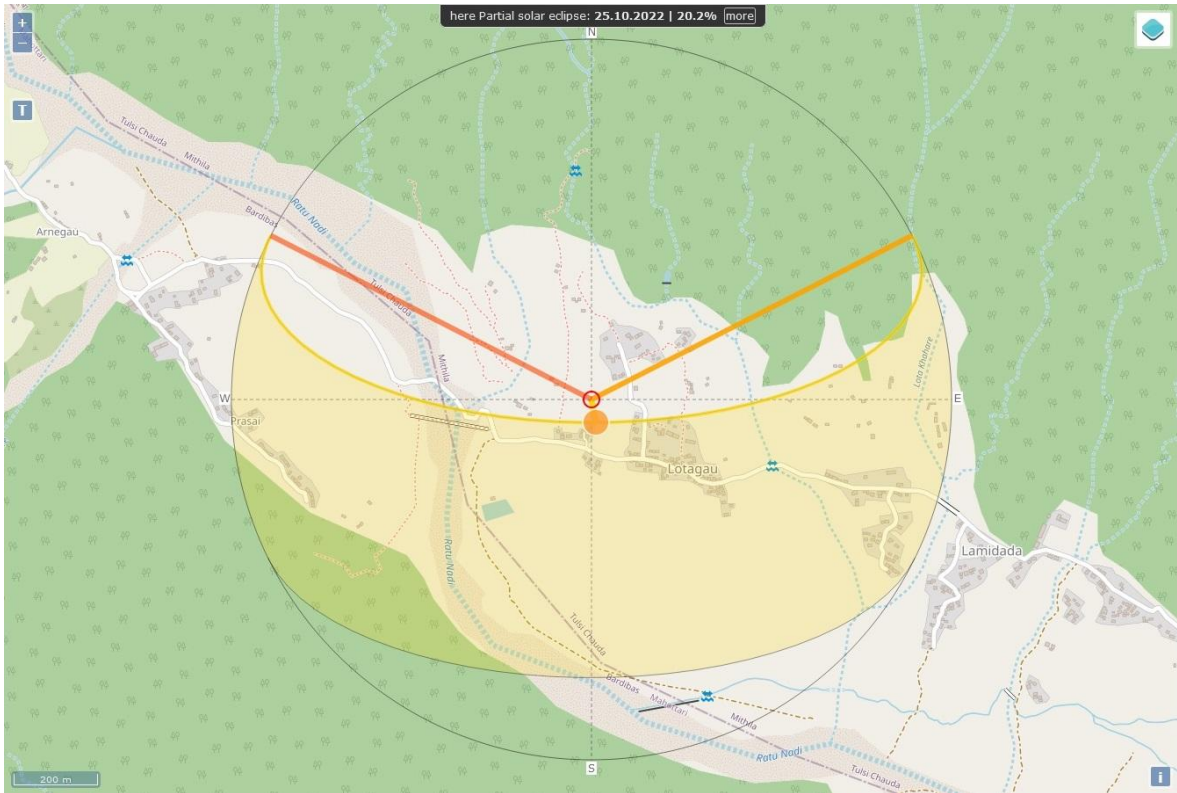 here Partial solar eclipse: 25.10.2022 | 20.2% more
+
−
N
T
Tulsi Chauda
Mithila
Bardibas
Ratu Nadi
Arnegau
Tulsi Chauda
Mithila
Lota Khahare
W
E
Prasai
Lotagau
Ratu Nadi
Lamidada
Tulsi Chauda
Bardibas
Mahottari
Mithila
Ratu Nadi
S
Tulsi Chauda
200 m
i